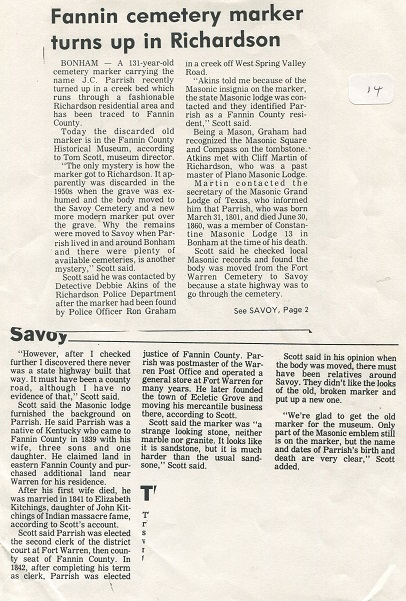 Fannin cemetery marker
turns up in Richardson
BONHAM — A 131-year-old
cemetery marker carrying the
name J.C. Parrish recently
turned up in a creek bed which
runs through a fashionable
Richardson residential area and
has been traced to Fannin
County.
Today the discarded old
marker is in the Fannin County
Historical Museum, according
to Tom Scott, museum director.
"The only mystery is how the
marker got to Richardson. It ap-
parently was discarded in the
1950s when the grave was ex-
humed and the body moved to
the Savoy Cemetery and a new
more modern marker put over
the grave. Why the remains
were moved to Savoy when Par-
rish lived in and around Bonham
and there were plenty of
available cemeteries, is another
mystery," Scott said.
Scott said he was contacted by
Detective Debbie Akins of the
Richardson Police Department
after the marker had been found
by Police Officer Ron Graham
in a creek off West Spring Valley
Road.
"Akins told me because of the
Masonic insignia on the marker,
the state Masonic lodge was con-
tacted and they identified Par-
rish as a Fannin County resi-
dent," Scott said.
Being a Mason, Graham had
recognized the Masonic Square
and Compass on the tombstone.
Atkins met with Cliff Martin of
Richardson, who was a past
master of Plano Masonic Lodge.
Martin contacted the
secretary of the Masonic Grand
Lodge of Texas, who informed
him that Parrish, who was born
March 31, 1801, and died June 30,
1860, was a member of Constan-
tine Masonic Lodge 13 in
Bonham at the time of his death.
Scott said he checked local
Masonic records and found the
body was moved from the Fort
Warren Cemetery to Savoy
because a state highway was to
go through the cemetery.
See SAVOY, Page 2
14
Savoy
"However, after I checked
further I discovered there never
was a state highway built that
way. It must have been a county
road, although I have no
evidence of that," Scott said.
Scott said the Masonic lodge
furnished the background on
Parrish. He said Parrish was a
native of Kentucky who came to
Fannin County in 1839 with his
wife, three sons and one
daughter. He claimed land in
eastern Fannin County and pur-
chased additional land near
Warren for his residence.
After his first wife died, he
was married in 1841 to Elizabeth
Kitchings, daughter of John Kit-
chings of Indian massacre fame,
according to Scott's account.
Scott said Parrish was elected
the second clerk of the district
court at Fort Warren, then coun-
ty seat of Fannin County. In
1842, after completing his term
as clerk, Parrish was elected
justice of Fannin County. Par-
rish was postmaster of the War-
ren Post Office and operated a
general store at Fort Warren for
many years. He later founded
the town of Ecletic Grove and
moving his mercantile business
there, according to Scott.
Scott said the marker was "a
strange looking stone, neither
marble nor granite. It looks like
it is sandstone, but it is much
harder than the usual sand-
sone," Scott said.
Scott said in his opinion when
the body was moved, there must
have been relatives around
Savoy. They didn't like the looks
of the old, broken marker and
put up a new one.
"We're glad to get the old
marker for the museum. Only
part of the Masonic emblem still
is on the marker, but the name
and dates of Parrish's birth and
death are very clear," Scott
added.